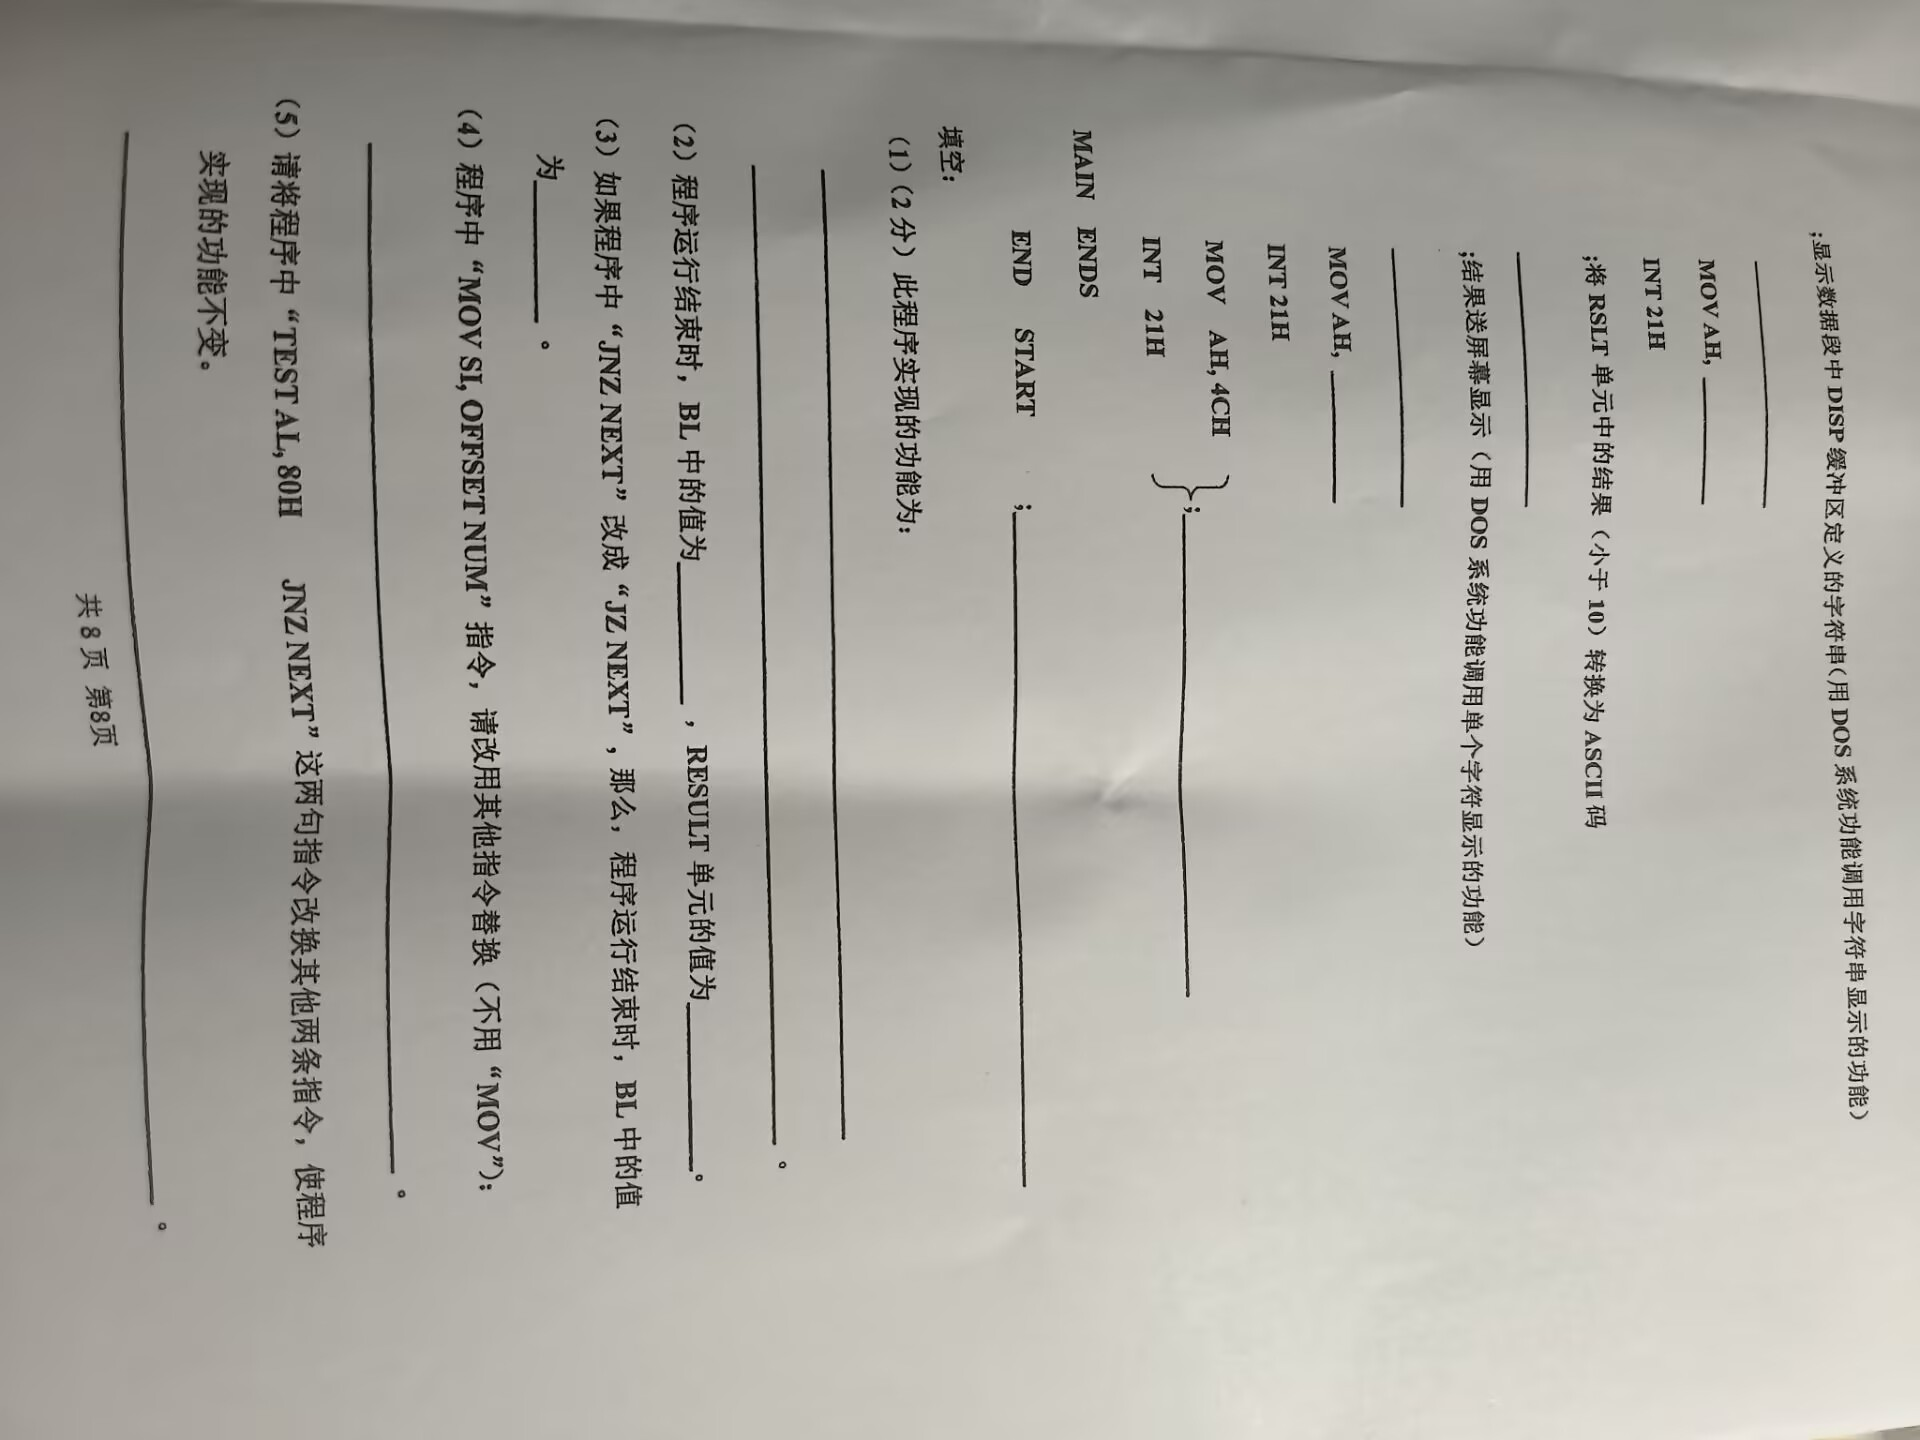 ;显示数据段中 DISP 缓冲区定义的字符串(用 DOS 系统功能调用字符串显示的功能)
MOV AH,
INT 21H
;将 RSLT 单元中的结果（小于 10）转换为 ASCII 码
;结果送屏幕显示（用 DOS 系统功能调用单个字符显示的功能）
MOV AH,
INT 21H
MOV AH, 4CH
INT 21H } ;
MAIN ENDS
END START ;
填空：
（1）（2 分）此程序实现的功能为：
。
（2）程序运行结束时，BL 中的值为 ，RESULT 单元的值为 。
（3）如果程序中“JNZ NEXT”改成“JZ NEXT”，那么，程序运行结束时，BL 中的值
为 。
（4）程序中“MOV SI, OFFSET NUM”指令，请改用其他指令替换（不用“MOV”）：
。
（5）请将程序中“TEST AL, 80H JNZ NEXT”这两句指令改换其他两条指令，使程序
实现的功能不变。
。
共 8 页 第8页